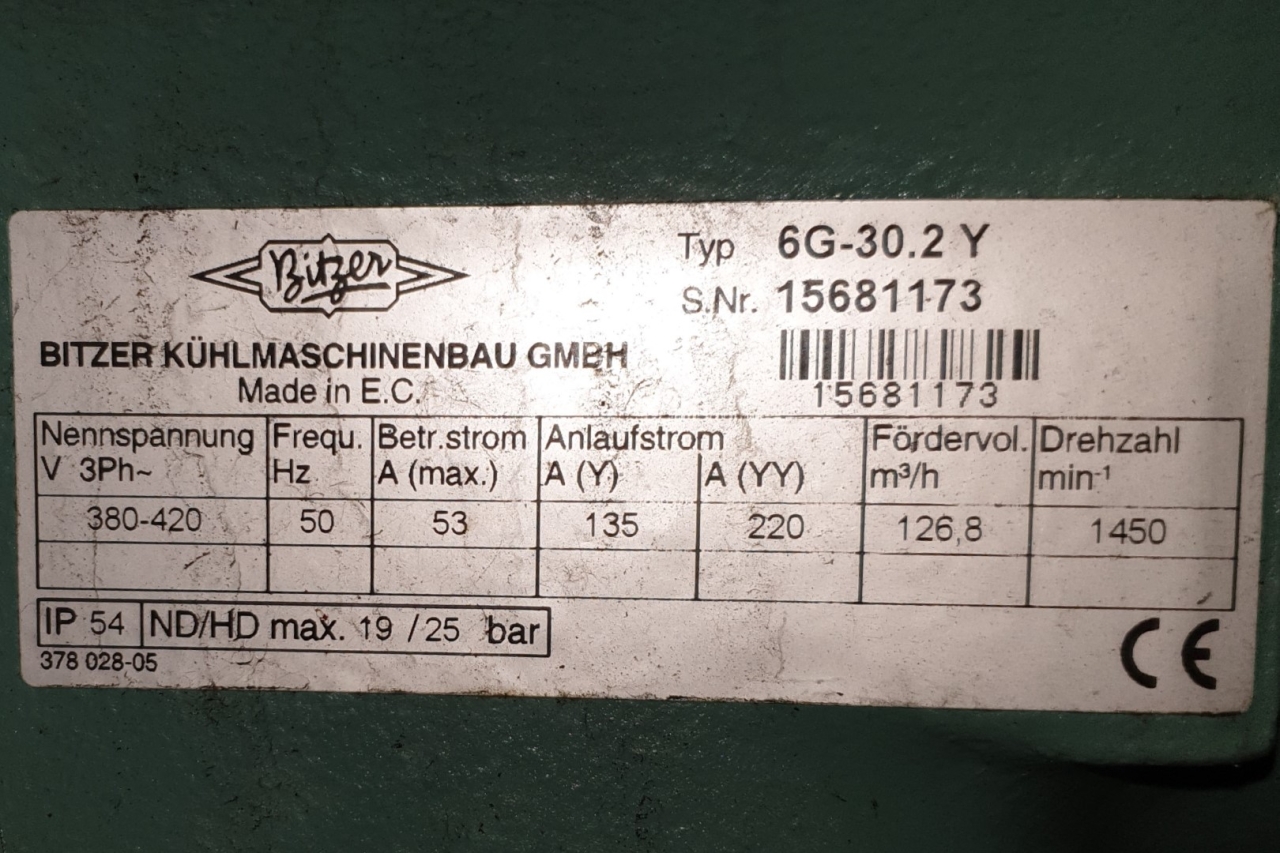 Bitzer
Typ 6G-30.2 Y
S.Nr. 15681173
15681173
BITZER KÜHLMASCHINENBAU GMBH
Made in E.C.
Nennspannung Frequ. Betr.strom Anlaufstrom Fördervol. Drehzahl
V 3Ph~ Hz A (max.) A (Y) A (YY) m³/h min⁻¹
380-420 50 53 135 220 126,8 1450
IP 54 ND/HD max. 19 /25 bar
378 028-05
CE